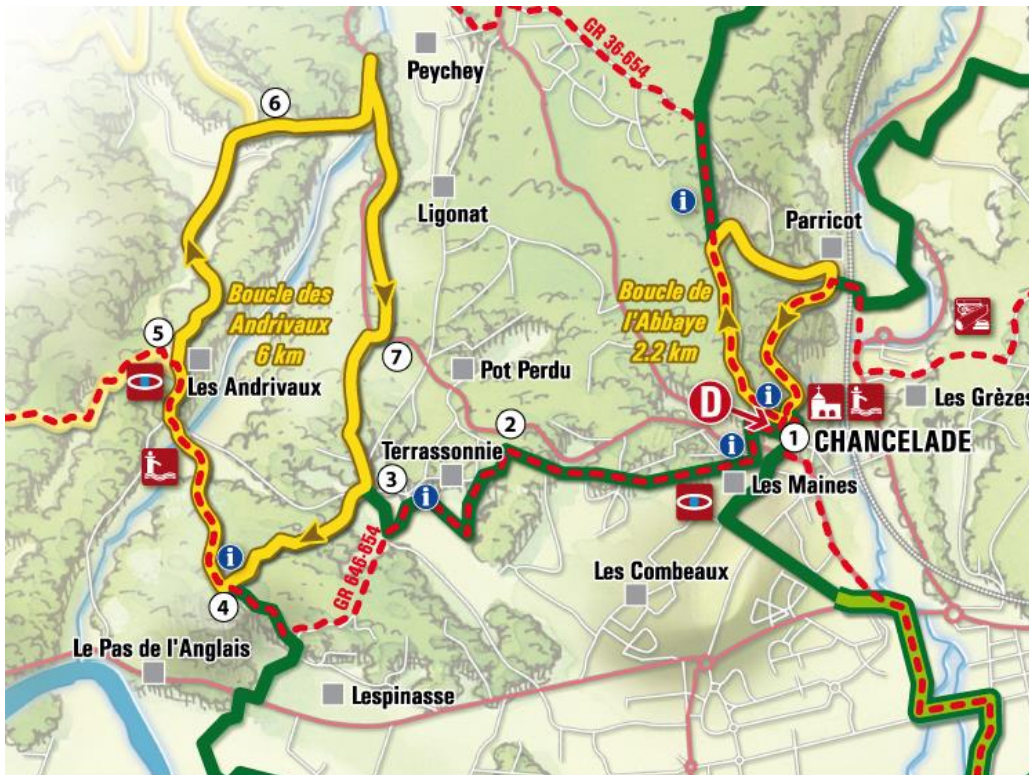 GR 36-654
Peychey
6
Ligonat
i
Parricot
Boucle des
Andrivaux
6 km
Boucle de
l'Abbaye
2.2 km
5
Les Andrivaux
7
Pot Perdu
D
i
Les Grèzes
2
i
1
CHANCELADE
Terrassonnie
3
i
Les Maines
i
GR 646-654
4
Les Combeaux
Le Pas de l'Anglais
Lespinasse